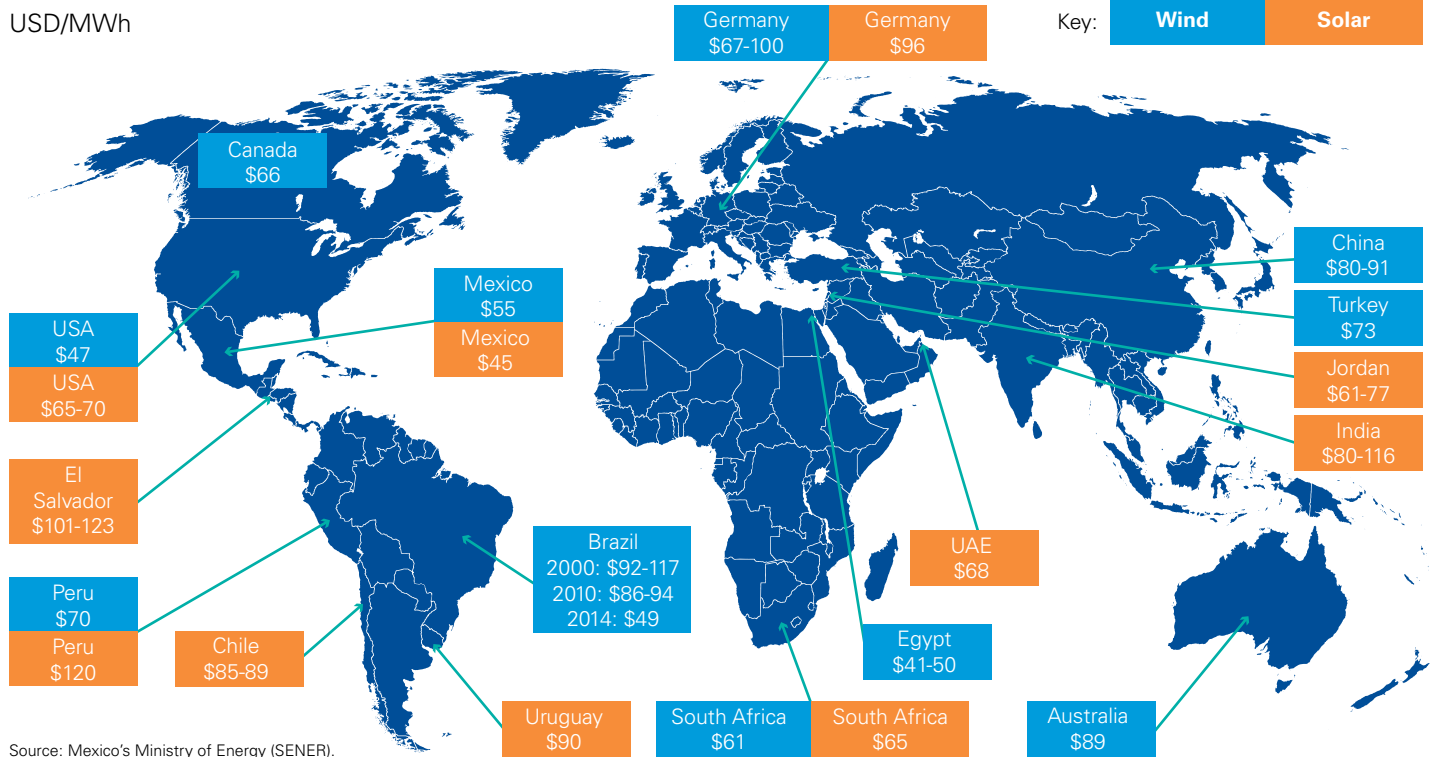 USD/MWh
Germany
$67-100
Germany
$96
Key:
Wind
Solar
Canada
$66
China
$80-91
Mexico
$55
Mexico
$45
Turkey
$73
USA
$47
USA
$65-70
Jordan
$61-77
India
$80-116
El
Salvador
$101-123
Brazil
2000: $92-117
2010: $86-94
2014: $49
UAE
$68
Peru
$70
Peru
$120
Chile
$85-89
Egypt
$41-50
Uruguay
$90
South Africa
$61
South Africa
$65
Australia
$89
Source: Mexico's Ministry of Energy (SENER).